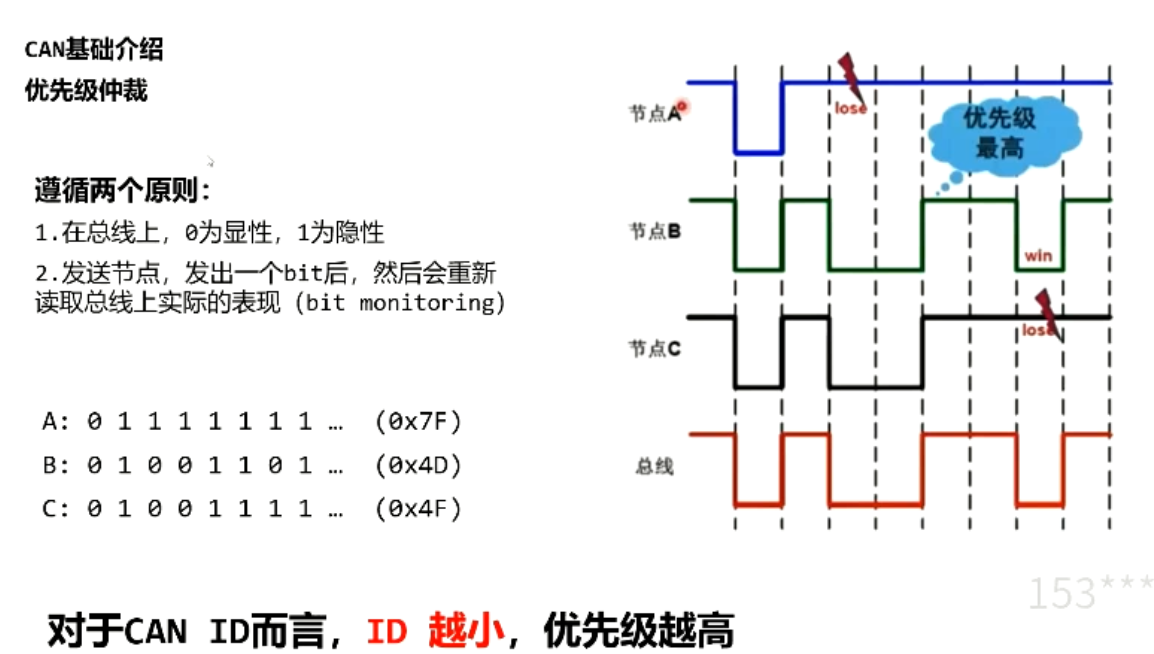 CAN基础介绍
优先级仲裁
遵循两个原则：
1.在总线上，0为显性，1为隐性
2.发送节点，发出一个bit后，然后会重新
读取总线上实际的表现（bit monitoring）
A: 0 1 1 1 1 1 1 1 … (0x7F)
B: 0 1 0 0 1 1 0 1 … (0x4D)
C: 0 1 0 0 1 1 1 1 … (0x4F)
节点A
lose
优先级
最高
节点B
win
节点C
lose
总线
153***
对于CAN ID而言，ID 越小，优先级越高